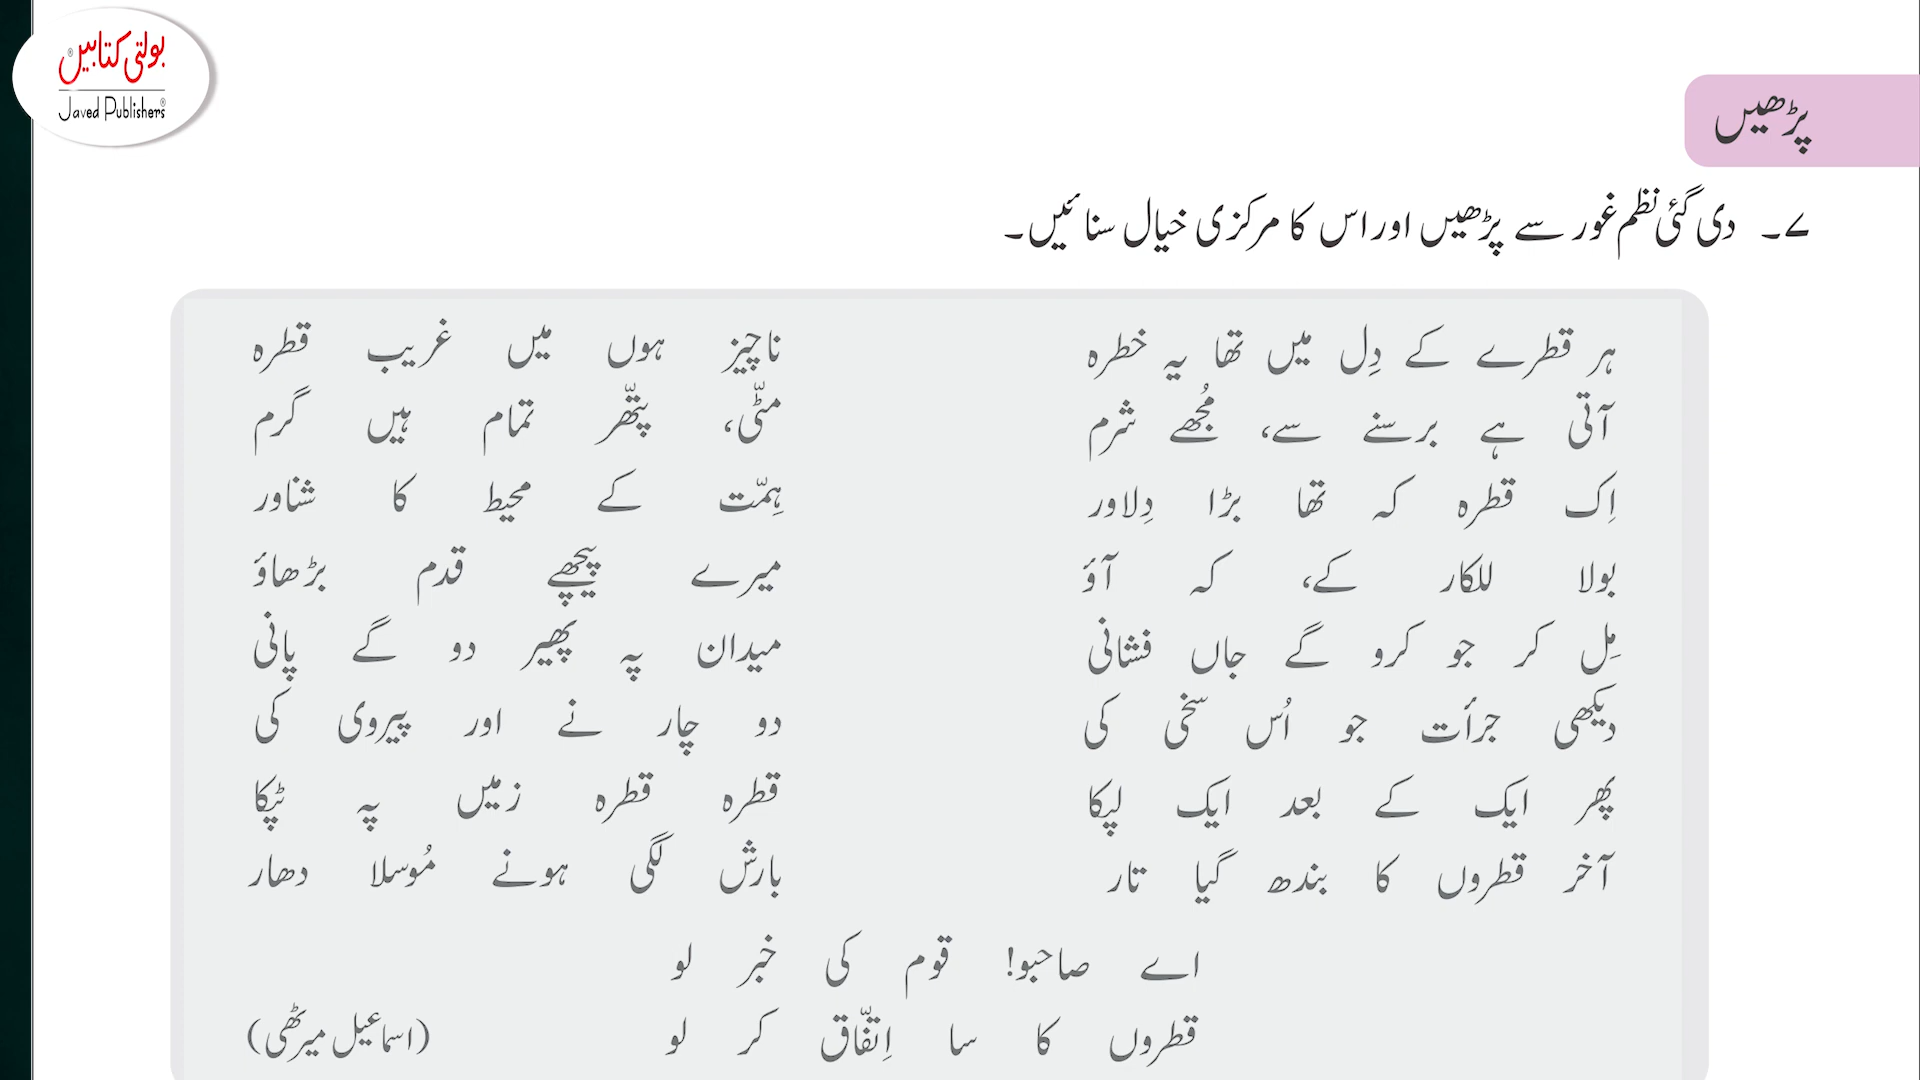 بولتی کتابیں®
Javed Publishers®
پڑھیں
۷۔ دی گئی نظم غور سے پڑھیں اور اس کا مرکزی خیال سنائیں۔
ہر قطرے کے دِل میں تھا یہ خطرہ ناچیز ہوں میں غریب قطرہ
آتی ہے برسنے سے، مُجھے شرم مٹّی، پتّھر تمام ہیں گرم
اِک قطرہ کہ تھا بڑا دِلاور ہِمّت کے محیط کا شناور
بولا للکار کے، کہ آؤ میرے پیچھے قدم بڑھاؤ
مِل کر جو کرو گے جاں فشانی میدان پہ پھیر دو گے پانی
دیکھی جرأت جو اُس سخی کی دو چار نے اور پیروی کی
پھر ایک کے بعد ایک لپکا قطرہ قطرہ زمیں پہ ٹپکا
آخر قطروں کا بندھ گیا تار بارش لگی ہونے مُوسلا دھار
اے صاحبو! قوم کی خبر لو
قطروں کا سا اِتّفاق کر لو (اسماعیل میرٹھی)